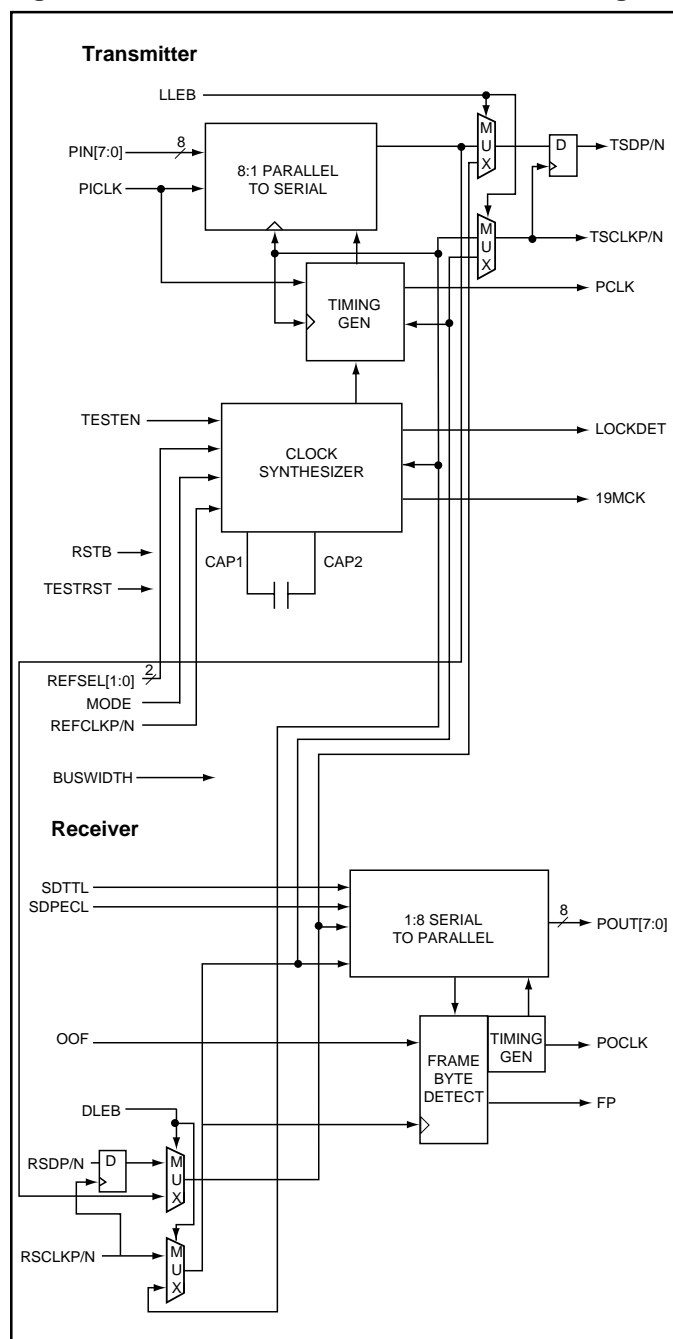 Transmitter
LLEB
PIN[7:0]
8
PICLK
8:1 PARALLEL
TO SERIAL
M
U
X
D
TSDP/N
M
U
X
TSCLKP/N
TIMING
GEN
PCLK
TESTEN
CLOCK
SYNTHESIZER
LOCKDET
19MCK
RSTB
TESTRST
CAP1
CAP2
REFSEL[1:0]
2
MODE
REFCLKP/N
BUSWIDTH
Receiver
SDTTL
SDPECL
1:8 SERIAL
TO PARALLEL
8
POUT[7:0]
OOF
FRAME
BYTE
DETECT
TIMING
GEN
POCLK
FP
DLEB
RSDP/N
D
M
U
X
RSCLKP/N
M
U
X